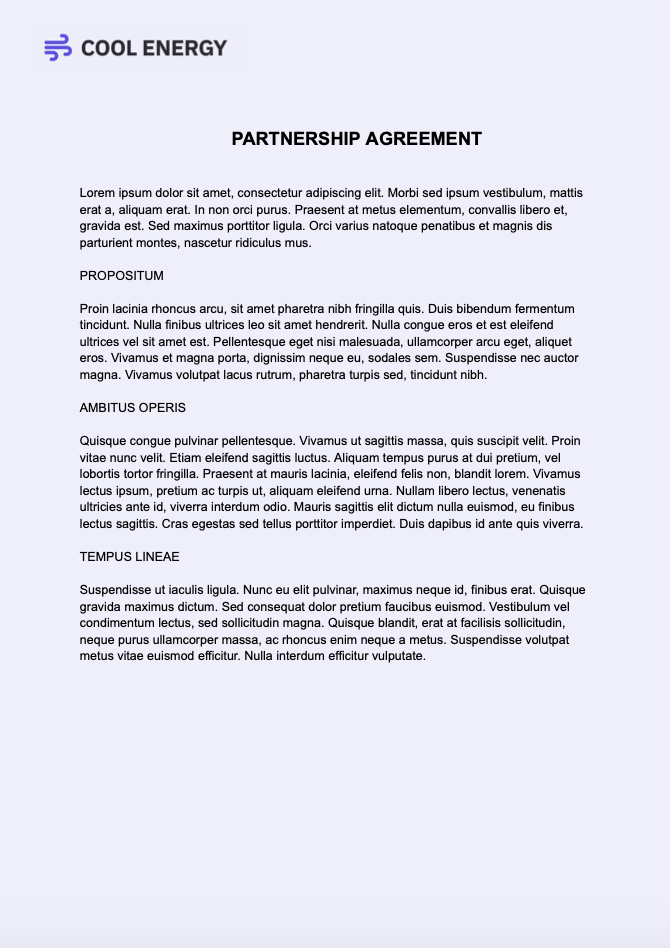 COOL ENERGY
PARTNERSHIP AGREEMENT
Lorem ipsum dolor sit amet, consectetur adipiscing elit. Morbi sed ipsum vestibulum, mattis
erat a, aliquam erat. In non orci purus. Praesent at metus elementum, convallis libero et,
gravida est. Sed maximus porttitor ligula. Orci varius natoque penatibus et magnis dis
parturient montes, nascetur ridiculus mus.
PROPOSITUM
Proin lacinia rhoncus arcu, sit amet pharetra nibh fringilla quis. Duis bibendum fermentum
tincidunt. Nulla finibus ultrices leo sit amet hendrerit. Nulla congue eros et est eleifend
ultrices vel sit amet est. Pellentesque eget nisi malesuada, ullamcorper arcu eget, aliquet
eros. Vivamus et magna porta, dignissim neque eu, sodales sem. Suspendisse nec auctor
magna. Vivamus volutpat lacus rutrum, pharetra turpis sed, tincidunt nibh.
AMBITUS OPERIS
Quisque congue pulvinar pellentesque. Vivamus ut sagittis massa, quis suscipit velit. Proin
vitae nunc velit. Etiam eleifend sagittis luctus. Aliquam tempus purus at dui pretium, vel
lobortis tortor fringilla. Praesent at mauris lacinia, eleifend felis non, blandit lorem. Vivamus
lectus ipsum, pretium ac turpis ut, aliquam eleifend urna. Nullam libero lectus, venenatis
ultricies ante id, viverra interdum odio. Mauris sagittis elit dictum nulla euismod, eu finibus
lectus sagittis. Cras egestas sed tellus porttitor imperdiet. Duis dapibus id ante quis viverra.
TEMPUS LINEAE
Suspendisse ut iaculis ligula. Nunc eu elit pulvinar, maximus neque id, finibus erat. Quisque
gravida maximus dictum. Sed consequat dolor pretium faucibus euismod. Vestibulum vel
condimentum lectus, sed sollicitudin magna. Quisque blandit, erat at facilisis sollicitudin,
neque purus ullamcorper massa, ac rhoncus enim neque a metus. Suspendisse volutpat
metus vitae euismod efficitur. Nulla interdum efficitur vulputate.